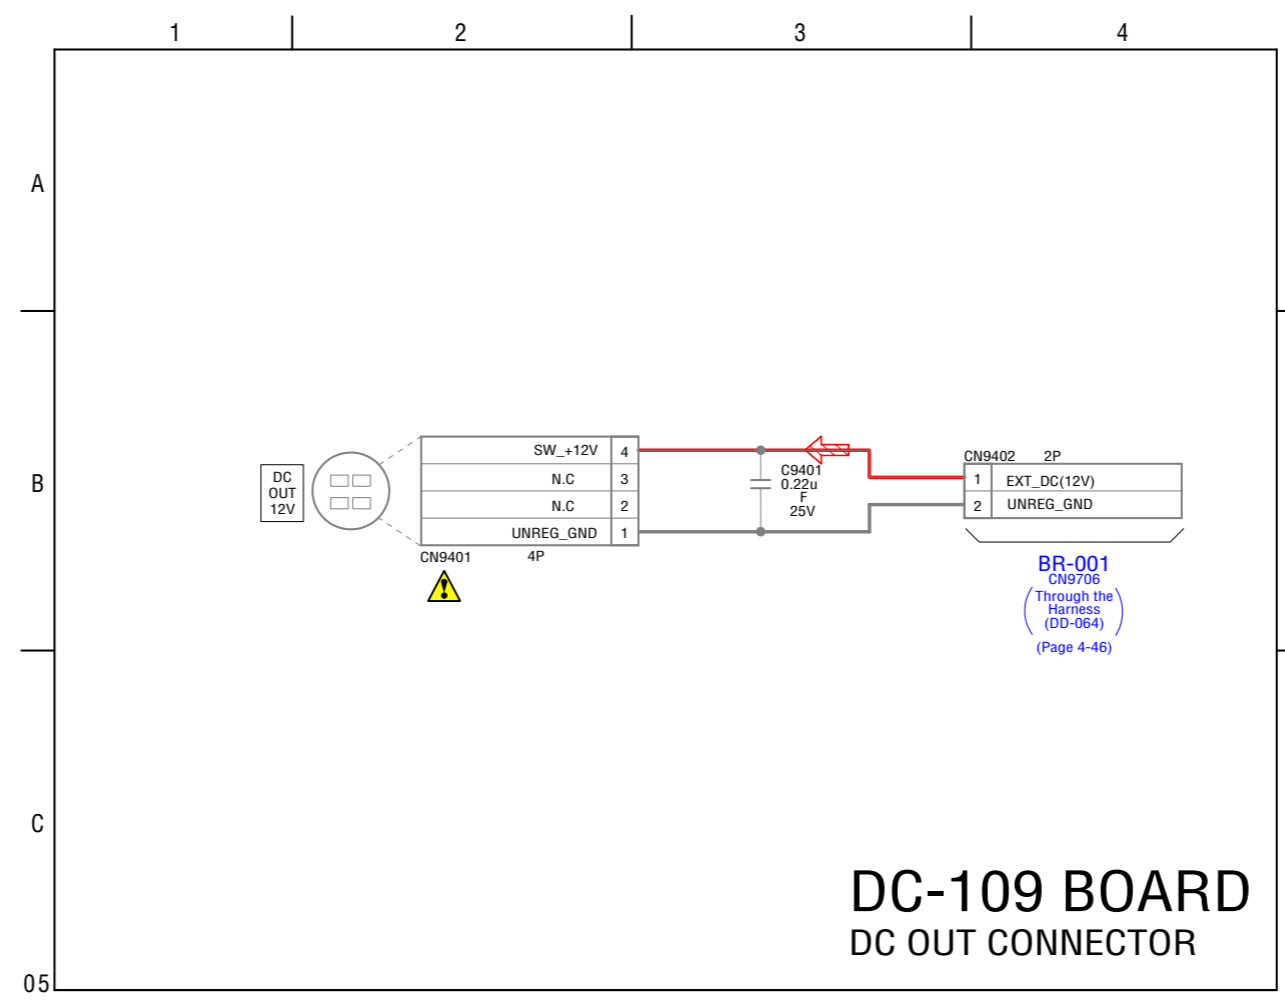 1 2 3 4
A
B
C
05
DC
OUT
12V
SW_+12V 4
N.C 3
N.C 2
UNREG_GND 1
CN9401 4P
!
C9401
0.22u
F
25V
CN9402 2P
1 EXT_DC(12V)
2 UNREG_GND
BR-001
CN9706
(Through the
Harness
(DD-064))
(Page 4-46)
DC-109 BOARD
DC OUT CONNECTOR